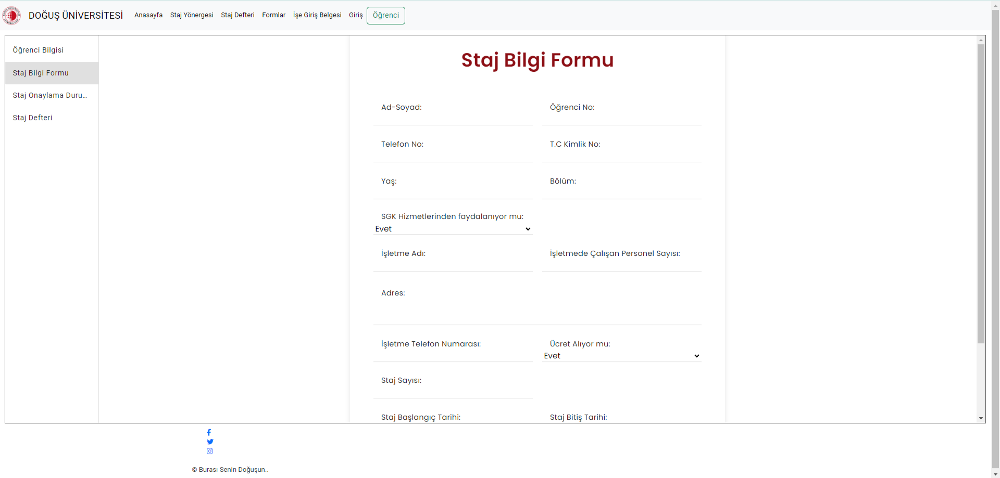 DOĞUŞ ÜNİVERSİTESİ Anasayfa Staj Yönergesi Staj Defteri Formlar İşe Giriş Belgesi Giriş Öğrenci
Öğrenci Bilgisi
Staj Bilgi Formu
Staj Onaylama Duru...
Staj Defteri
Staj Bilgi Formu
Ad-Soyad: Öğrenci No:
Telefon No: T.C Kimlik No:
Yaş: Bölüm:
SGK Hizmetlerinden faydalanıyor mu:
Evet
İşletme Adı: İşletmede Çalışan Personel Sayısı:
Adres:
İşletme Telefon Numarası: Ücret Alıyor mu:
Evet
Staj Sayısı:
Staj Başlangıç Tarihi: Staj Bitiş Tarihi:
© Burası Senin Doğuşun..